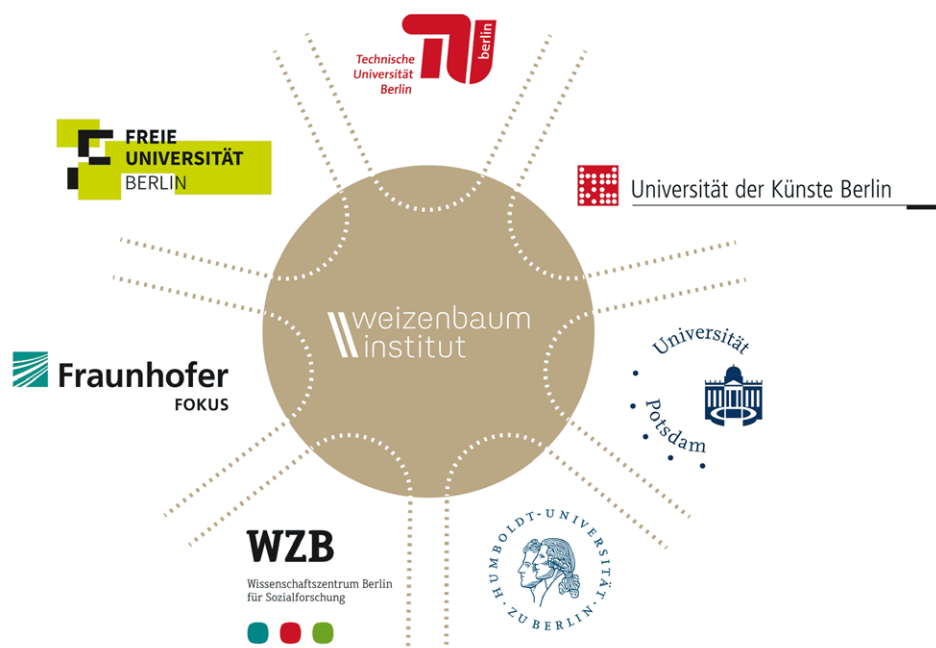 Technische
Universität
Berlin
berlin
FREIE
UNIVERSITÄT
BERLIN
Universität der Künste Berlin
weizenbaum
institut
Universität
Potsdam
Fraunhofer
FOKUS
WZB
Wissenschaftszentrum Berlin
für Sozialforschung
HUMBOLDT-UNIVERSITÄT
ZU BERLIN